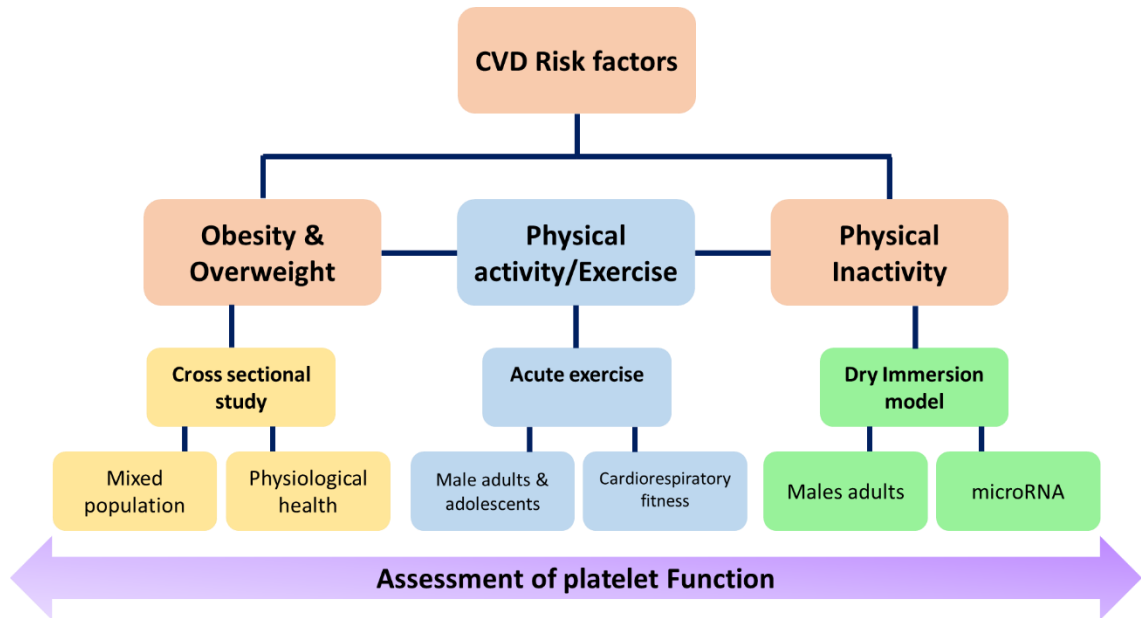 CVD Risk factors
Obesity &
Overweight
Physical
activity/Exercise
Physical
Inactivity
Cross sectional
study
Acute exercise
Dry Immersion
model
Mixed
population
Physiological
health
Male adults &
adolescents
Cardiorespiratory
fitness
Males adults
microRNA
Assessment of platelet Function